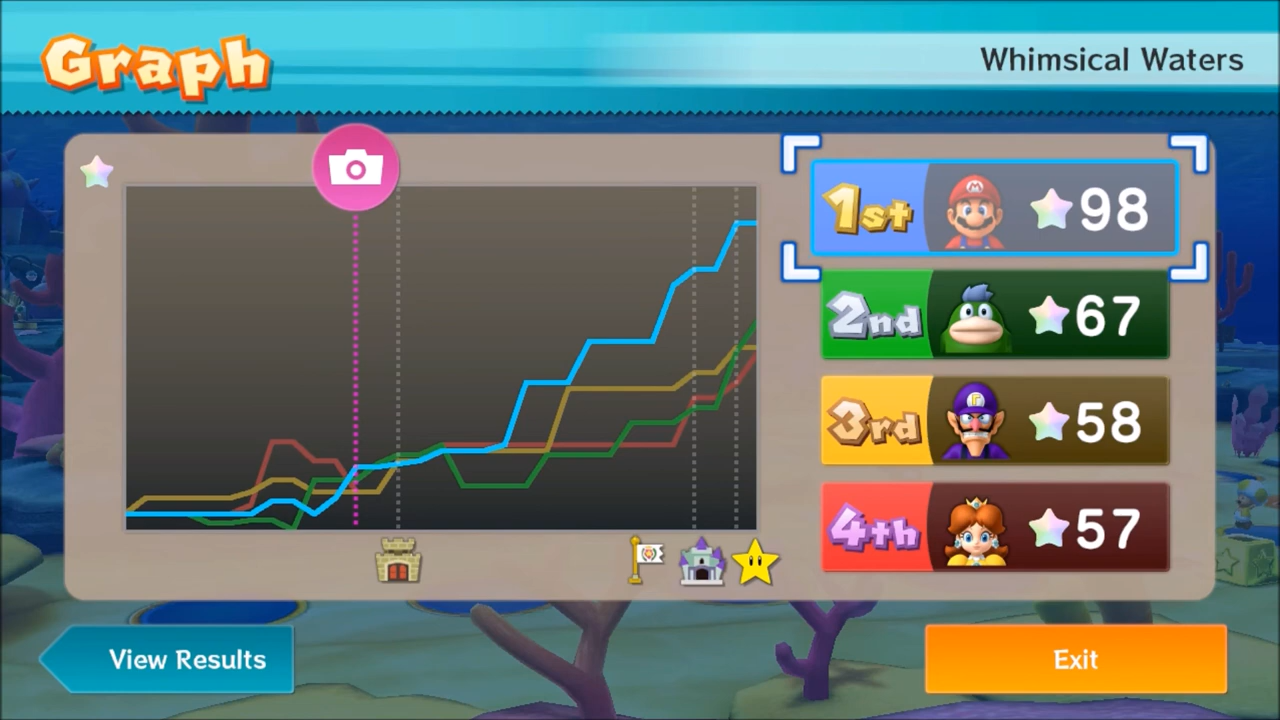 Graph
Whimsical Waters
1st 98
2nd 67
3rd 58
4th 57
View Results
Exit